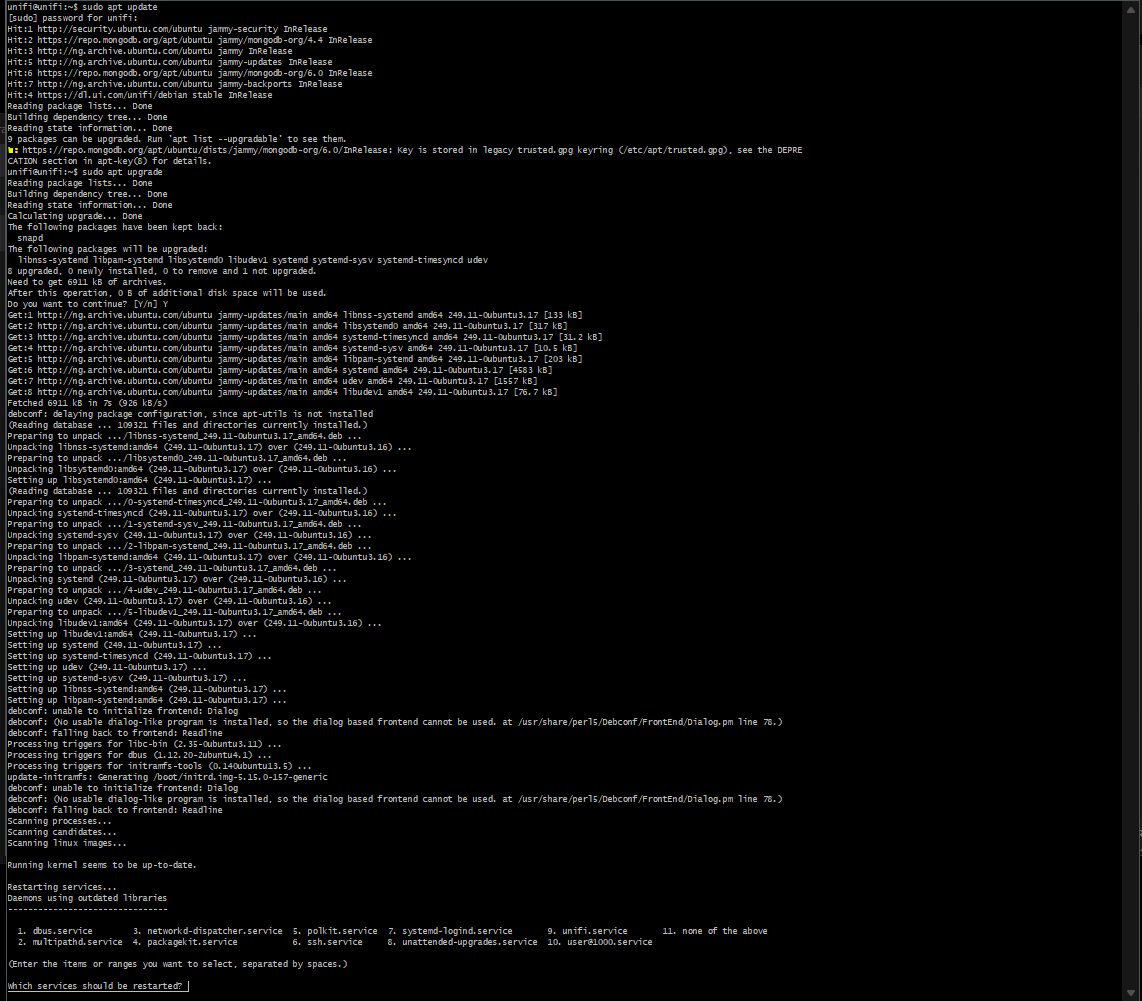 unifi@unifi:~$ sudo apt update
[sudo] password for unifi:
Hit:1 http://security.ubuntu.com/ubuntu jammy-security InRelease
Hit:2 https://repo.mongodb.org/apt/ubuntu jammy/mongodb-org/4.4 InRelease
Hit:3 http://ng.archive.ubuntu.com/ubuntu jammy InRelease
Hit:5 http://ng.archive.ubuntu.com/ubuntu jammy-updates InRelease
Hit:6 https://repo.mongodb.org/apt/ubuntu jammy/mongodb-org/6.0 InRelease
Hit:7 http://ng.archive.ubuntu.com/ubuntu jammy-backports InRelease
Hit:4 https://dl.ui.com/unifi/debian stable InRelease
Reading package lists... Done
Building dependency tree... Done
Reading state information... Done
9 packages can be upgraded. Run 'apt list --upgradable' to see them.
W: https://repo.mongodb.org/apt/ubuntu/dists/jammy/mongodb-org/6.0/InRelease: Key is stored in legacy trusted.gpg keyring (/etc/apt/trusted.gpg), see the DEPRE
CATION section in apt-key(8) for details.
unifi@unifi:~$ sudo apt upgrade
Reading package lists... Done
Building dependency tree... Done
Reading state information... Done
Calculating upgrade... Done
The following packages have been kept back:
  snapd
The following packages will be upgraded:
  libnss-systemd libpam-systemd libsystemd0 libudev1 systemd systemd-sysv systemd-timesyncd udev
8 upgraded, 0 newly installed, 0 to remove and 1 not upgraded.
Need to get 6911 kB of archives.
After this operation, 0 B of additional disk space will be used.
Do you want to continue? [Y/n] Y
Get:1 http://ng.archive.ubuntu.com/ubuntu jammy-updates/main amd64 libnss-systemd amd64 249.11-0ubuntu3.17 [133 kB]
Get:2 http://ng.archive.ubuntu.com/ubuntu jammy-updates/main amd64 libsystemd0 amd64 249.11-0ubuntu3.17 [317 kB]
Get:3 http://ng.archive.ubuntu.com/ubuntu jammy-updates/main amd64 systemd-timesyncd amd64 249.11-0ubuntu3.17 [31.2 kB]
Get:4 http://ng.archive.ubuntu.com/ubuntu jammy-updates/main amd64 systemd-sysv amd64 249.11-0ubuntu3.17 [10.5 kB]
Get:5 http://ng.archive.ubuntu.com/ubuntu jammy-updates/main amd64 libpam-systemd amd64 249.11-0ubuntu3.17 [203 kB]
Get:6 http://ng.archive.ubuntu.com/ubuntu jammy-updates/main amd64 systemd amd64 249.11-0ubuntu3.17 [4583 kB]
Get:7 http://ng.archive.ubuntu.com/ubuntu jammy-updates/main amd64 udev amd64 249.11-0ubuntu3.17 [1557 kB]
Get:8 http://ng.archive.ubuntu.com/ubuntu jammy-updates/main amd64 libudev1 amd64 249.11-0ubuntu3.17 [76.7 kB]
Fetched 6911 kB in 7s (926 kB/s)
debconf: delaying package configuration, since apt-utils is not installed
(Reading database ... 109321 files and directories currently installed.)
Preparing to unpack .../libnss-systemd_249.11-0ubuntu3.17_amd64.deb ...
Unpacking libnss-systemd:amd64 (249.11-0ubuntu3.17) over (249.11-0ubuntu3.16) ...
Preparing to unpack .../libsystemd0_249.11-0ubuntu3.17_amd64.deb ...
Unpacking libsystemd0:amd64 (249.11-0ubuntu3.17) over (249.11-0ubuntu3.16) ...
Setting up libsystemd0:amd64 (249.11-0ubuntu3.17) ...
(Reading database ... 109321 files and directories currently installed.)
Preparing to unpack .../0-systemd-timesyncd_249.11-0ubuntu3.17_amd64.deb ...
Unpacking systemd-timesyncd (249.11-0ubuntu3.17) over (249.11-0ubuntu3.16) ...
Preparing to unpack .../1-systemd-sysv_249.11-0ubuntu3.17_amd64.deb ...
Unpacking systemd-sysv (249.11-0ubuntu3.17) over (249.11-0ubuntu3.16) ...
Preparing to unpack .../2-libpam-systemd_249.11-0ubuntu3.17_amd64.deb ...
Unpacking libpam-systemd:amd64 (249.11-0ubuntu3.17) over (249.11-0ubuntu3.16) ...
Preparing to unpack .../3-systemd_249.11-0ubuntu3.17_amd64.deb ...
Unpacking systemd (249.11-0ubuntu3.17) over (249.11-0ubuntu3.16) ...
Preparing to unpack .../4-udev_249.11-0ubuntu3.17_amd64.deb ...
Unpacking udev (249.11-0ubuntu3.17) over (249.11-0ubuntu3.16) ...
Preparing to unpack .../5-libudev1_249.11-0ubuntu3.17_amd64.deb ...
Unpacking libudev1:amd64 (249.11-0ubuntu3.17) over (249.11-0ubuntu3.16) ...
Setting up libudev1:amd64 (249.11-0ubuntu3.17) ...
Setting up systemd (249.11-0ubuntu3.17) ...
Setting up systemd-timesyncd (249.11-0ubuntu3.17) ...
Setting up udev (249.11-0ubuntu3.17) ...
Setting up systemd-sysv (249.11-0ubuntu3.17) ...
Setting up libnss-systemd:amd64 (249.11-0ubuntu3.17) ...
Setting up libpam-systemd:amd64 (249.11-0ubuntu3.17) ...
debconf: unable to initialize frontend: Dialog
debconf: (No usable dialog-like program is installed, so the dialog based frontend cannot be used. at /usr/share/perl5/Debconf/FrontEnd/Dialog.pm line 78.)
debconf: falling back to frontend: Readline
Processing triggers for libc-bin (2.35-0ubuntu3.11) ...
Processing triggers for dbus (1.12.20-2ubuntu4.1) ...
Processing triggers for initramfs-tools (0.140ubuntu13.5) ...
update-initramfs: Generating /boot/initrd.img-5.15.0-157-generic
debconf: unable to initialize frontend: Dialog
debconf: (No usable dialog-like program is installed, so the dialog based frontend cannot be used. at /usr/share/perl5/Debconf/FrontEnd/Dialog.pm line 78.)
debconf: falling back to frontend: Readline
Scanning processes...
Scanning candidates...
Scanning linux images...
Running kernel seems to be up-to-date.
Restarting services...
Daemons using outdated libraries
--------------------------------
  1. dbus.service        3. networkd-dispatcher.service  5. polkit.service  7. systemd-logind.service       9. unifi.service       11. none of the above
  2. multipathd.service  4. packagekit.service           6. ssh.service     8. unattended-upgrades.service  10. user@1000.service
(Enter the items or ranges you want to select, separated by spaces.)
Which services should be restarted?